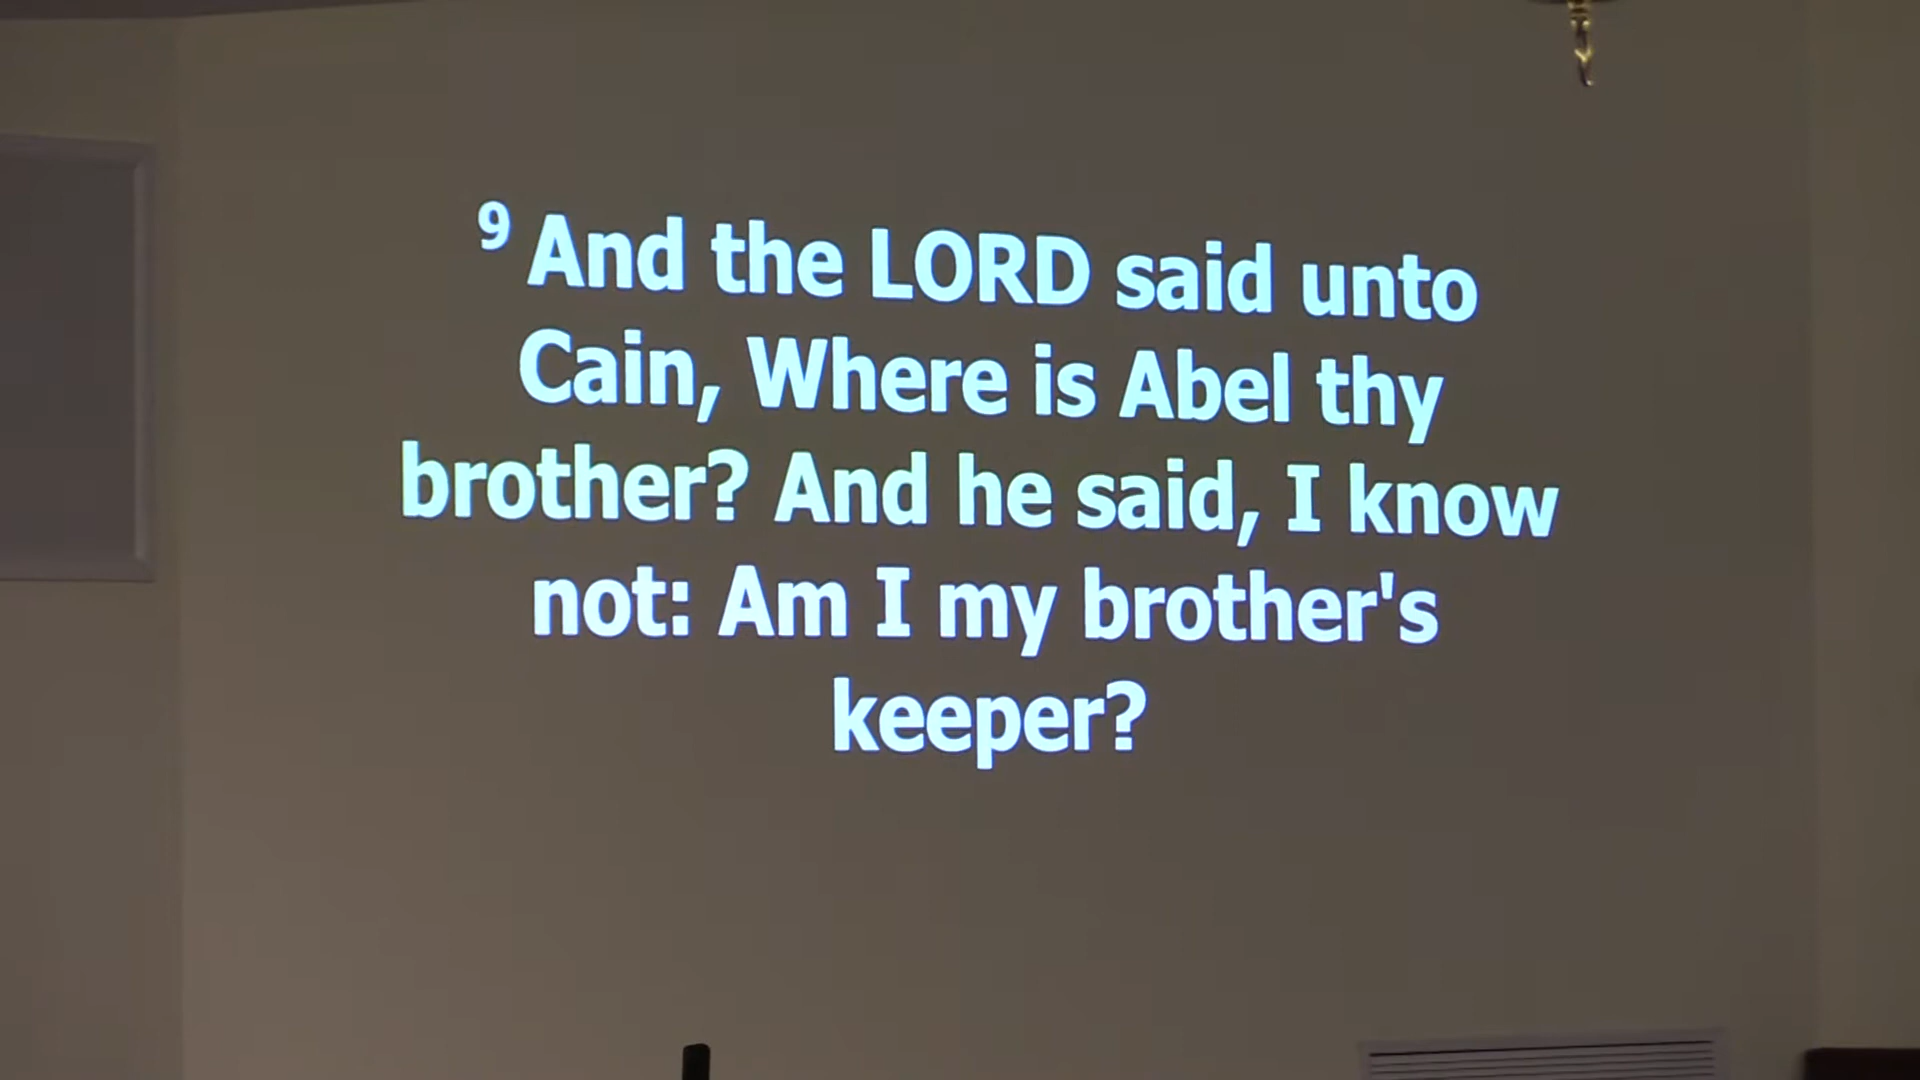 9 And the LORD said unto
Cain, Where is Abel thy
brother? And he said, I know
not: Am I my brother's
keeper?